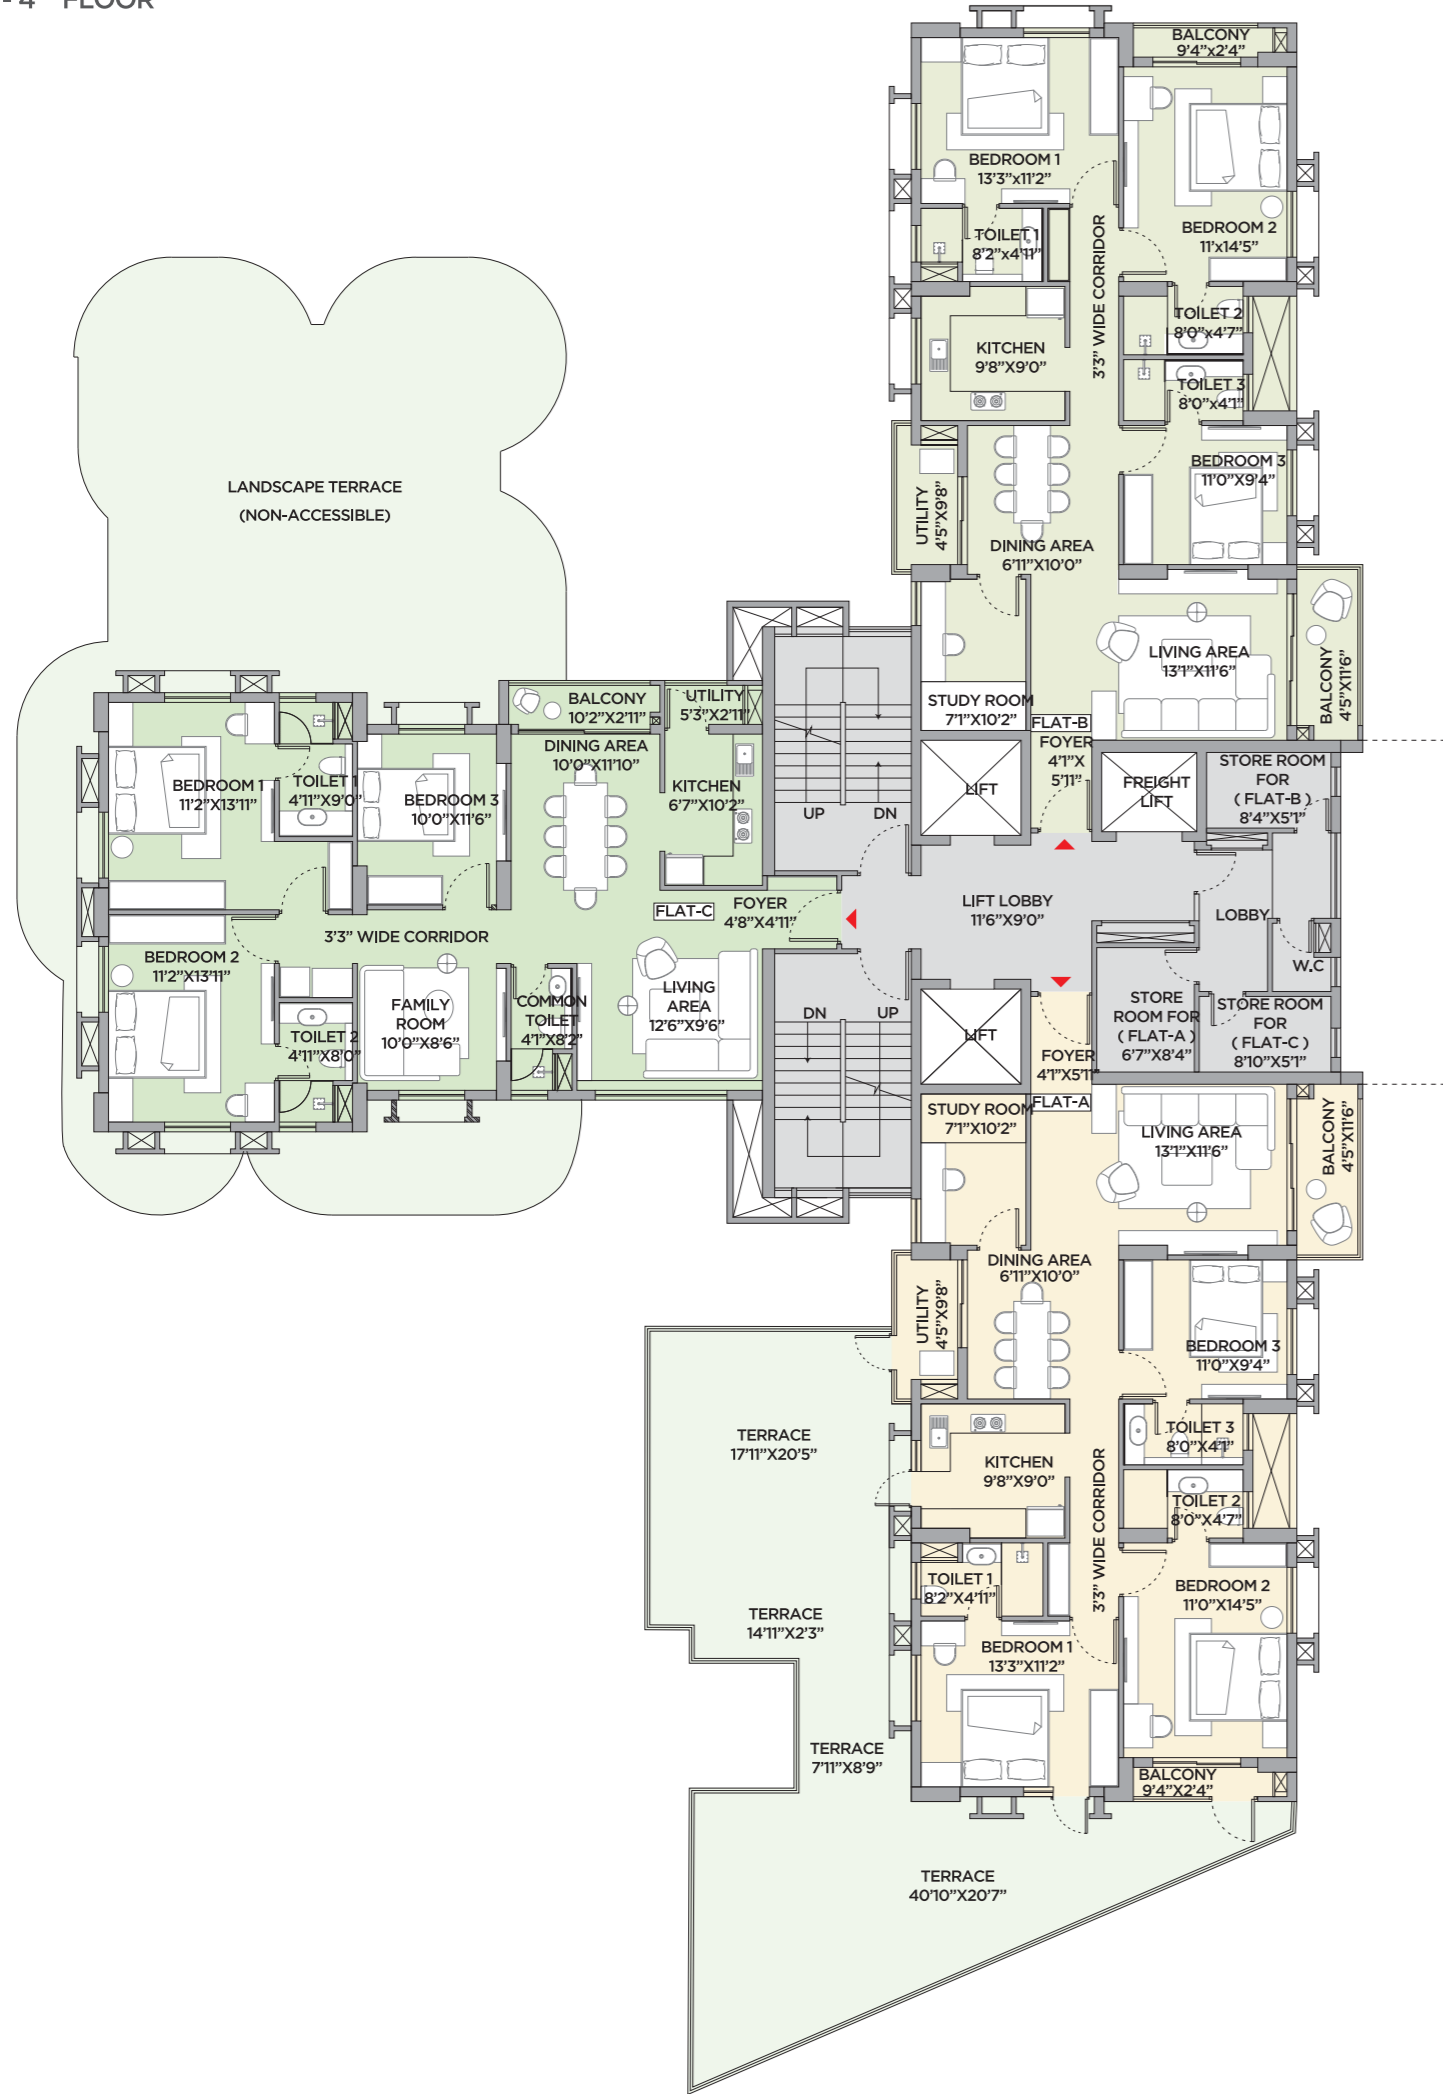 - 4 FLOOR
BALCONY
9'4"x2'4"
BEDROOM 1
13'3"x11'2"
BEDROOM 2
11'x14'5"
TOILET 1
8'2"x4'11"
3'3" WIDE CORRIDOR
TOILET 2
8'0"x4'7"
KITCHEN
9'8"X9'0"
TOILET 3
8'0"x4'1"
BEDROOM 3
11'0"X9'4"
UTILITY
4'5"X9'8"
DINING AREA
6'11"X10'0"
LIVING AREA
13'1"X11'6"
BALCONY
4'5"X11'6"
STUDY ROOM
7'1"X10'2"
FLAT-B
FOYER
4'1"X
5'11"
LANDSCAPE TERRACE
(NON-ACCESSIBLE)
BALCONY
10'2"X2'11"
UTILITY
5'3"X2'11"
DINING AREA
10'0"X11'10"
KITCHEN
6'7"X10'2"
BEDROOM 1
11'2"X13'11"
TOILET 1
4'11"X9'0"
BEDROOM 3
10'0"X11'6"
UP
DN
LIFT
FREIGHT
LIFT
STORE ROOM
FOR
( FLAT-B )
8'4"X5'1"
FLAT-C
FOYER
4'8"X4'11"
LIFT LOBBY
11'6"X9'0"
LOBBY
W.C
3'3" WIDE CORRIDOR
BEDROOM 2
11'2"X13'11"
FAMILY
ROOM
10'0"X8'6"
COMMON
TOILET
4'1"X8'2"
LIVING
AREA
12'6"X9'6"
TOILET 2
4'11"X8'0"
DN
UP
LIFT
STORE
ROOM FOR
( FLAT-A )
6'7"X8'4"
STORE ROOM
FOR
( FLAT-C )
8'10"X5'1"
FOYER
4'1"X5'11"
FLAT-A
STUDY ROOM
7'1"X10'2"
LIVING AREA
13'1"X11'6"
BALCONY
4'5"X11'6"
DINING AREA
6'11"X10'0"
UTILITY
4'5"X9'8"
BEDROOM 3
11'0"X9'4"
TERRACE
17'11"X20'5"
TOILET 3
8'0"X4'1"
KITCHEN
9'8"X9'0"
3'3" WIDE CORRIDOR
TOILET 2
8'0"X4'7"
TOILET 1
8'2"X4'11"
BEDROOM 2
11'0"X14'5"
TERRACE
14'11"X2'3"
BEDROOM 1
13'3"X11'2"
TERRACE
7'11"X8'9"
BALCONY
9'4"X2'4"
TERRACE
40'10"X20'7"